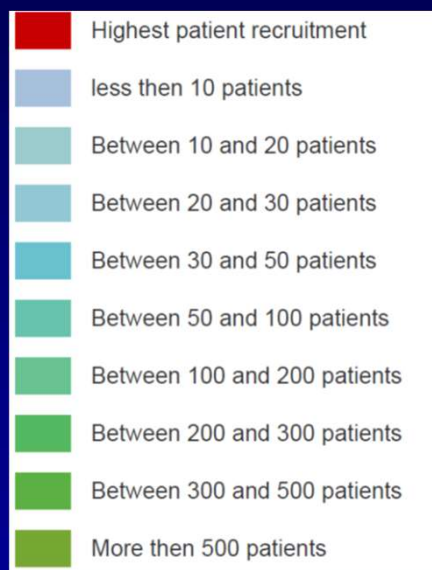 Highest patient recruitment
less then 10 patients
Between 10 and 20 patients
Between 20 and 30 patients
Between 30 and 50 patients
Between 50 and 100 patients
Between 100 and 200 patients
Between 200 and 300 patients
Between 300 and 500 patients
More then 500 patients